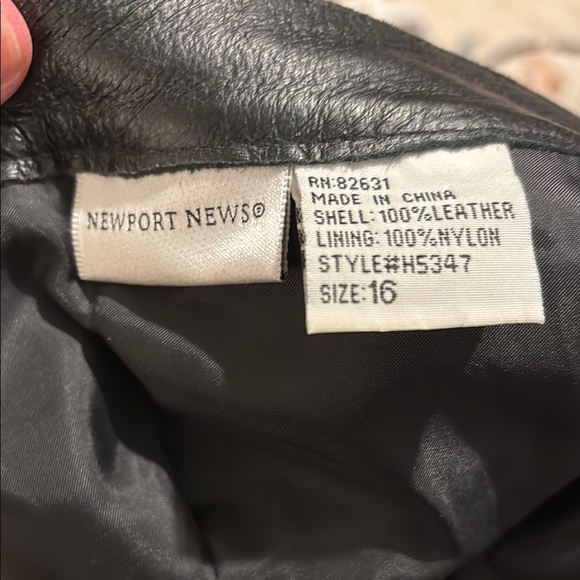 NEWPORT NEWS®
RN:82631
MADE IN CHINA
SHELL:100%LEATHER
LINING:100%NYLON
STYLE#H5347
SIZE:16